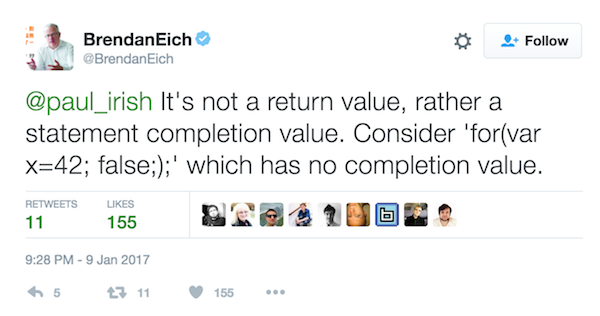 BrendanEich
@BrendanEich
Follow
@paul_irish It's not a return value, rather a
statement completion value. Consider 'for(var
x=42; false;);' which has no completion value.
RETWEETS LIKES
11 155
9:28 PM - 9 Jan 2017
5 11 155